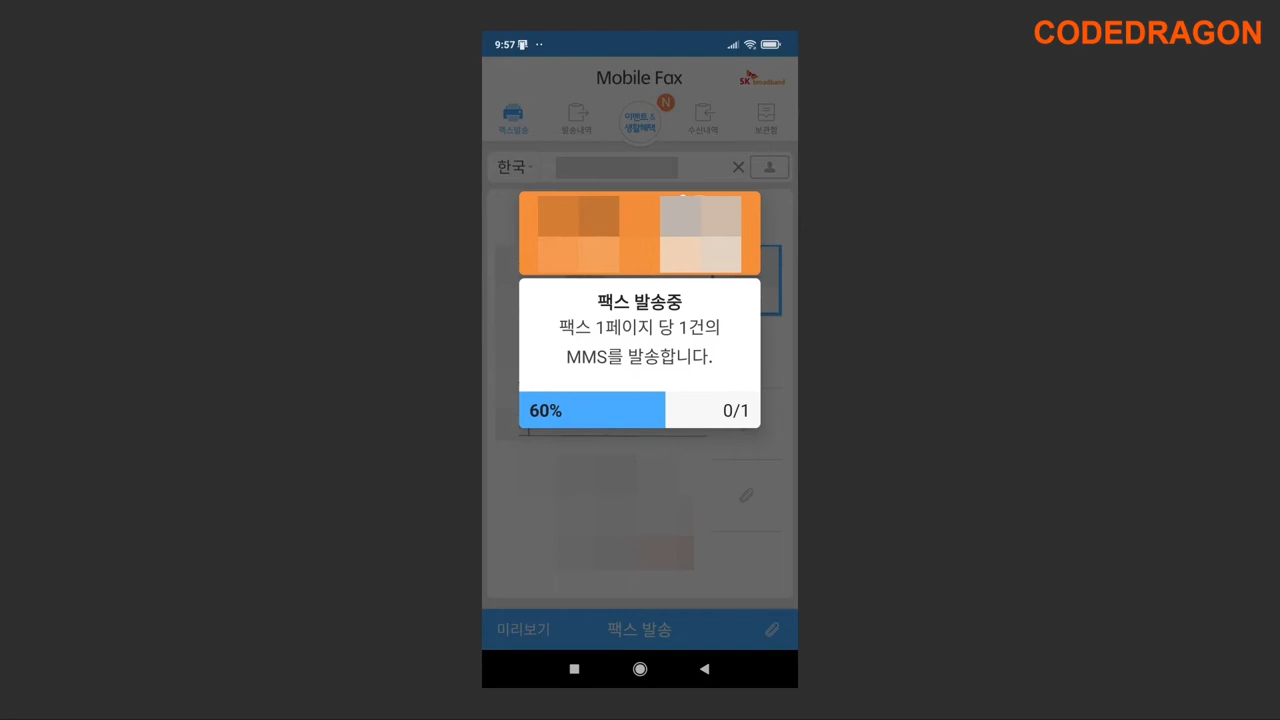 CODEDRAGON
9:57
Mobile Fax
SK broadband
N
이벤트 &
생활혜택
팩스발송
발송내역
수신내역
보관함
한국
팩스 발송중
팩스 1페이지 당 1건의
MMS를 발송합니다.
60%
0/1
미리보기
팩스 발송